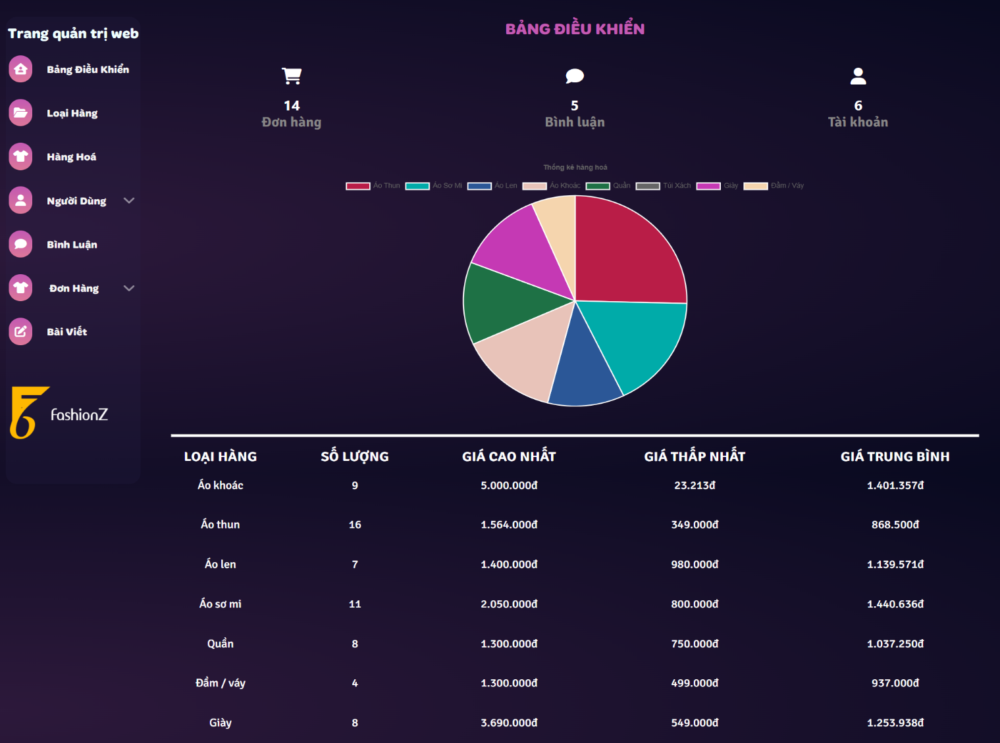 Trang quản trị web
Bảng Điều Khiển
Loại Hàng
Hàng Hoá
Người Dùng
Bình Luận
Đơn Hàng
Bài Viết
FashionZ
BẢNG ĐIỀU KHIỂN
14
Đơn hàng
5
Bình luận
6
Tài khoản
Thống kê hàng hoá
Áo Thun Áo Sơ Mi Áo Len Áo Khoác Quần Túi Xách Giày Đầm / Váy
LOẠI HÀNG SỐ LƯỢNG GIÁ CAO NHẤT GIÁ THẤP NHẤT GIÁ TRUNG BÌNH
Áo khoác 9 5.000.000đ 23.213đ 1.401.357đ
Áo thun 16 1.564.000đ 349.000đ 868.500đ
Áo len 7 1.400.000đ 980.000đ 1.139.571đ
Áo sơ mi 11 2.050.000đ 800.000đ 1.440.636đ
Quần 8 1.300.000đ 750.000đ 1.037.250đ
Đầm / váy 4 1.300.000đ 499.000đ 937.000đ
Giày 8 3.690.000đ 549.000đ 1.253.938đ